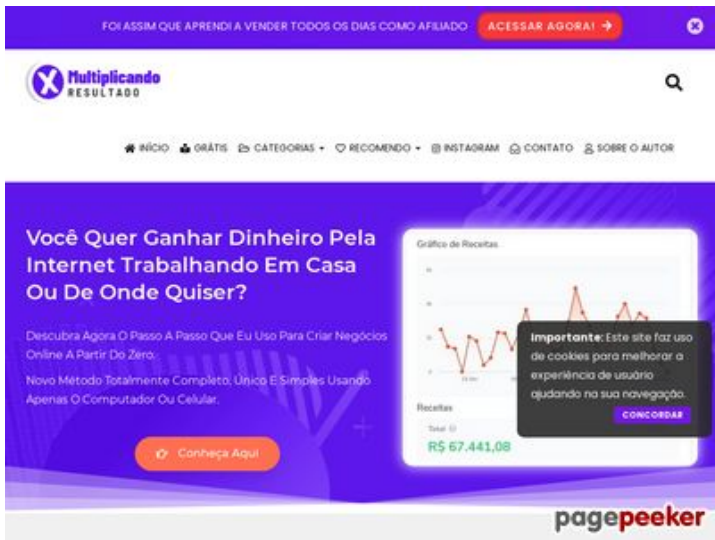 FOI ASSIM QUE APRENDI A VENDER TODOS OS DIAS COMO AFILIADO ACESSAR AGORA!
Multiplicando
RESULTADO
INÍCIO GRÁTIS CATEGORIAS RECOMENDO INSTAGRAM CONTATO SOBRE O AUTOR
Você Quer Ganhar Dinheiro Pela
Internet Trabalhando Em Casa
Ou De Onde Quiser?
Descubra Agora O Passo A Passo Que Eu Uso Para Criar Negócios
Online A Partir Do Zero.
Novo Método Totalmente Completo, Único E Simples Usando
Apenas O Computador Ou Celular.
Conheça Aqui
Gráfico de Receitas
Receitas
Total
R$ 67.441,08
Importante: Este site faz uso
de cookies para melhorar a
experiência de usuário
ajudando na sua navegação.
CONCORDAR
pagepeeker